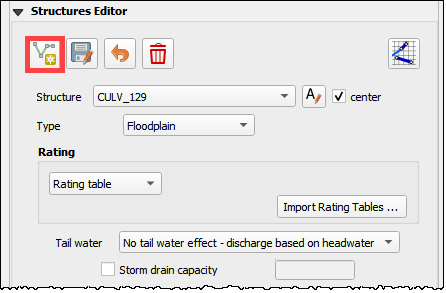 Structures Editor
Structure CULV_129 A center
Type Floodplain
Rating
Rating table
Import Rating Tables ...
Tail water No tail water effect - discharge based on headwater
Storm drain capacity